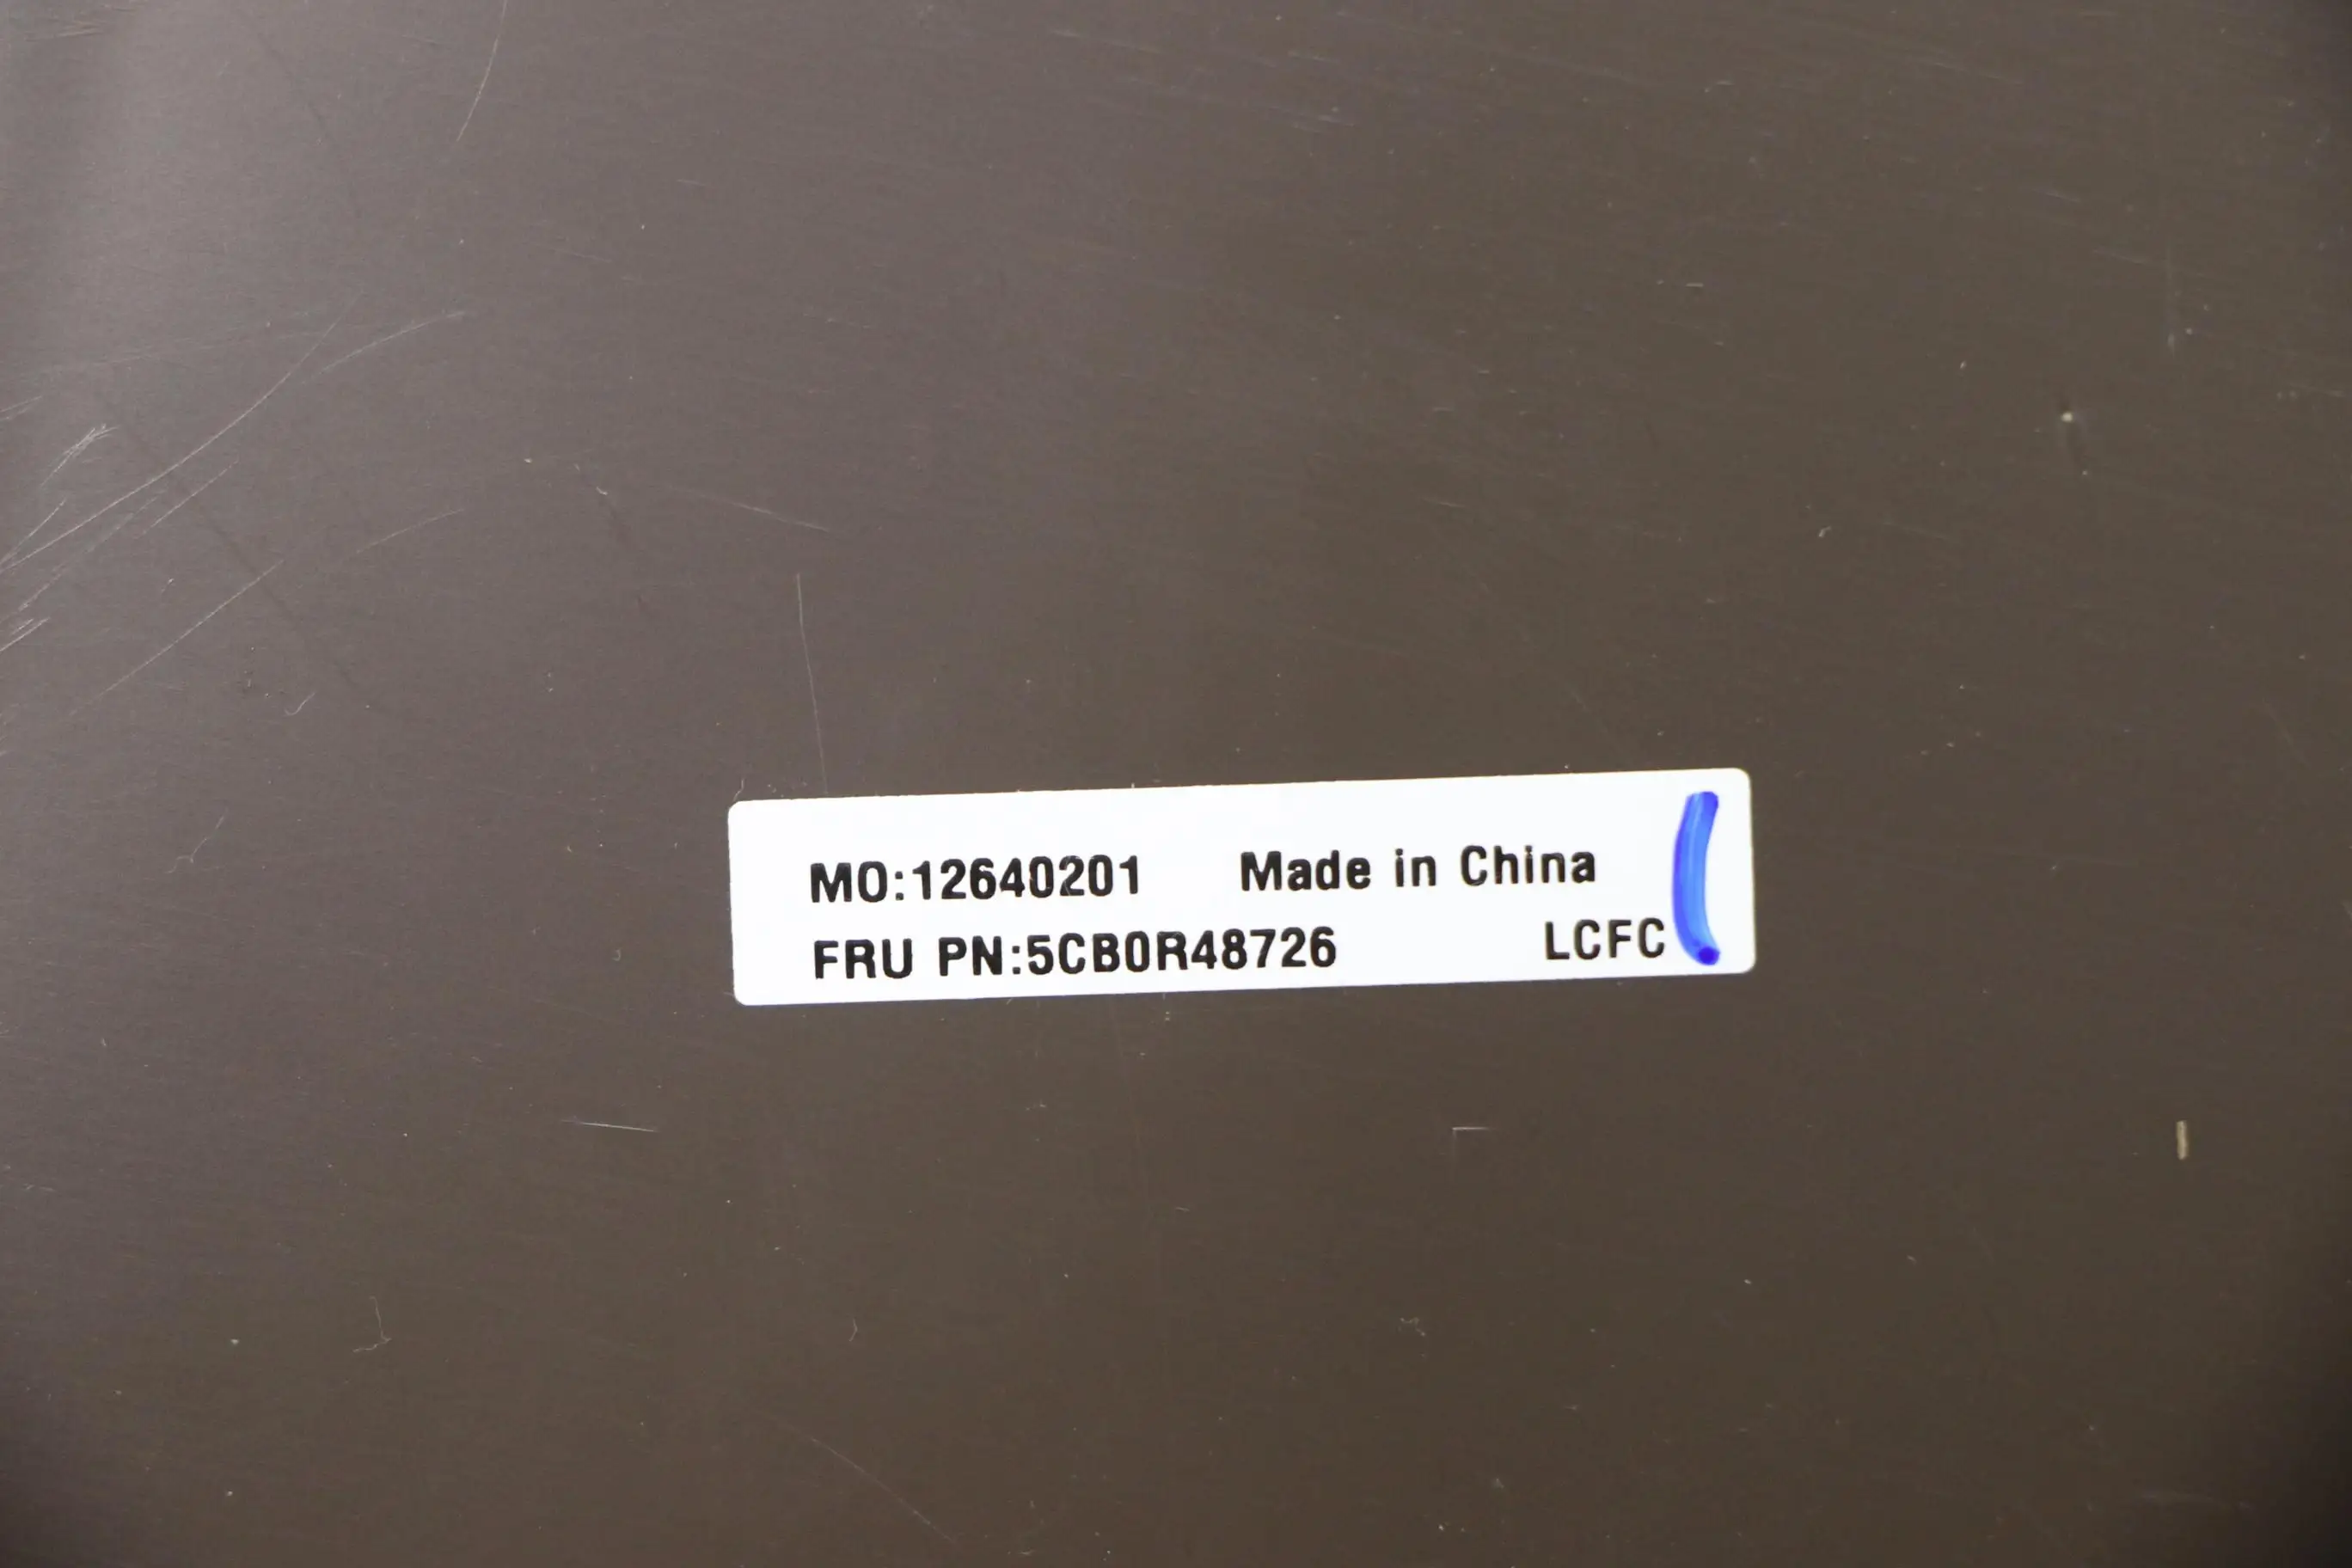 MO:12640201 Made in China
FRU PN:5CB0R48726 LCFC